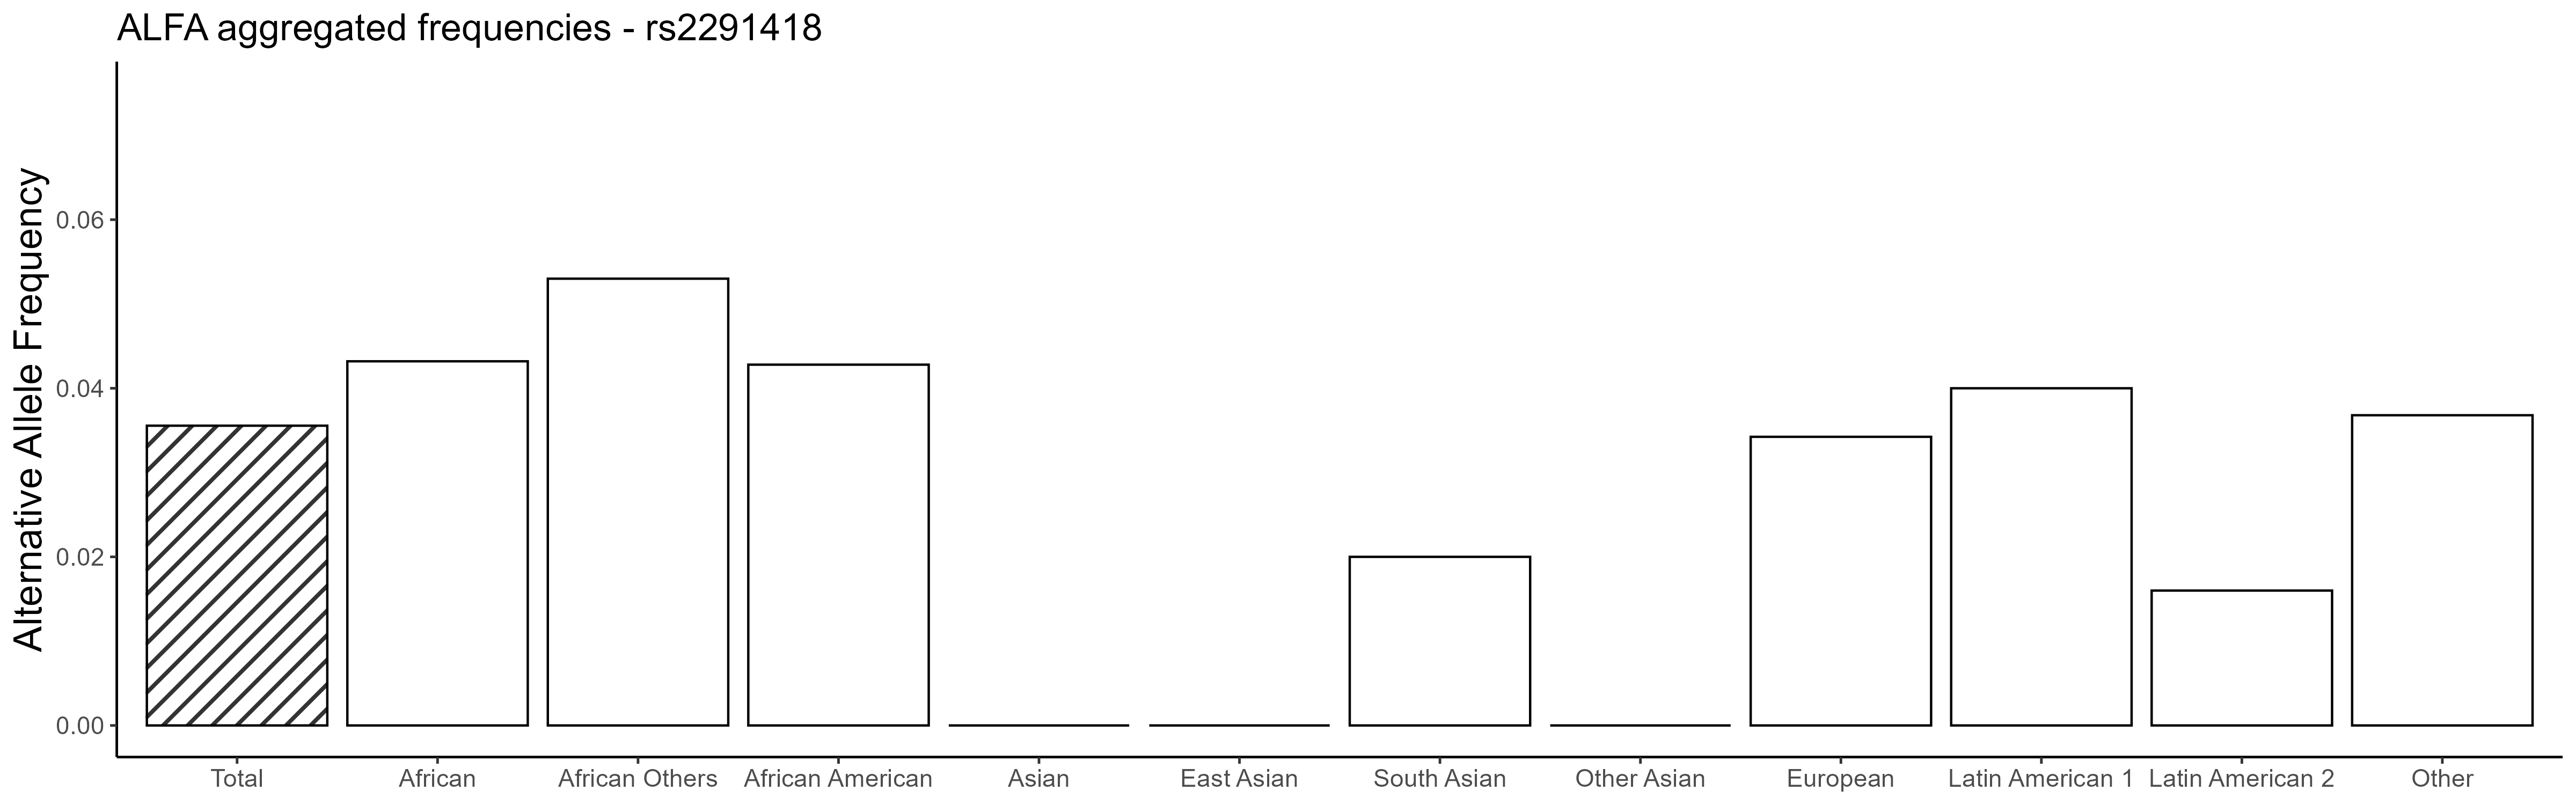 ALFA aggregated frequencies - rs2291418
Alternative Allele Frequency
0.06
0.04
0.02
0.00
Total African African Others African American Asian East Asian South Asian Other Asian European Latin American 1 Latin American 2 Other